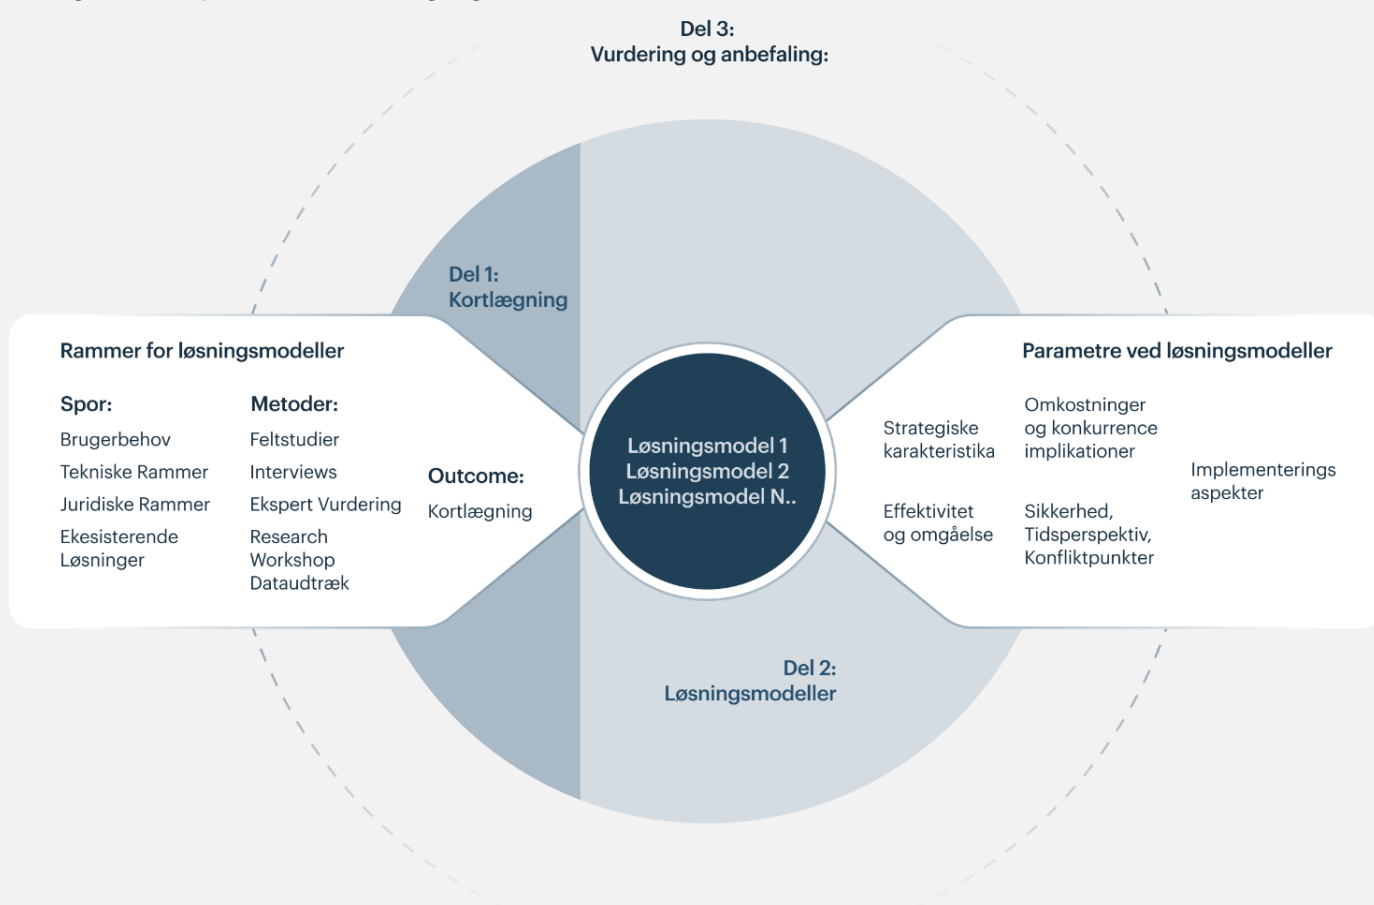 Del 3:
Vurdering og anbefaling:
Del 1:
Kortlægning
Rammer for løsningsmodeller
Spor:
Brugerbehov
Tekniske Rammer
Juridiske Rammer
Ekesisterende
Løsninger
Metoder:
Feltstudier
Interviews
Ekspert Vurdering
Research
Workshop
Dataudtræk
Outcome:
Kortlægning
Løsningsmodel 1
Løsningsmodel 2
Løsningsmodel N..
Parametre ved løsningsmodeller
Strategiske
karakteristika
Effektivitet
og omgåelse
Omkostninger
og konkurrence
implikationer
Sikkerhed,
Tidsperspektiv,
Konfliktpunkter
Implementerings
aspekter
Del 2:
Løsningsmodeller